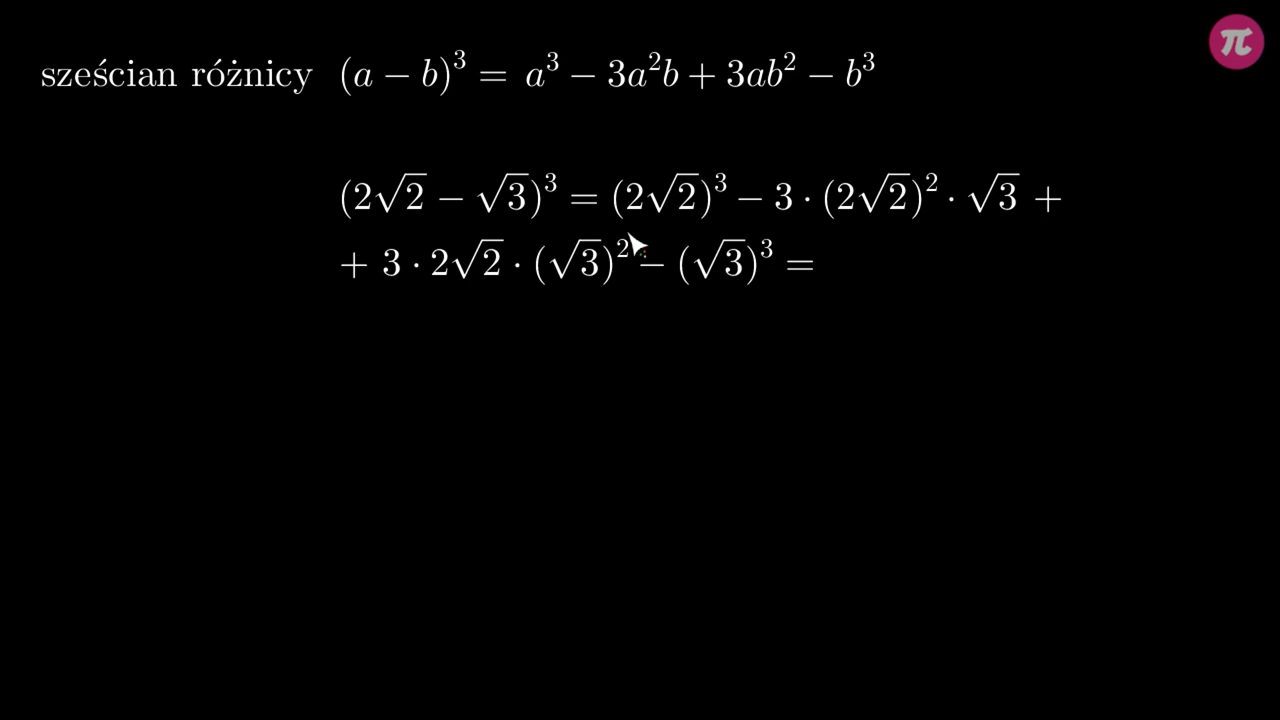 sześcian różnicy (a − b)³ = a³ − 3a²b + 3ab² − b³
(2√2 − √3)³ = (2√2)³ − 3 · (2√2)² · √3 +
+ 3 · 2√2 · (√3)² − (√3)³ =
π